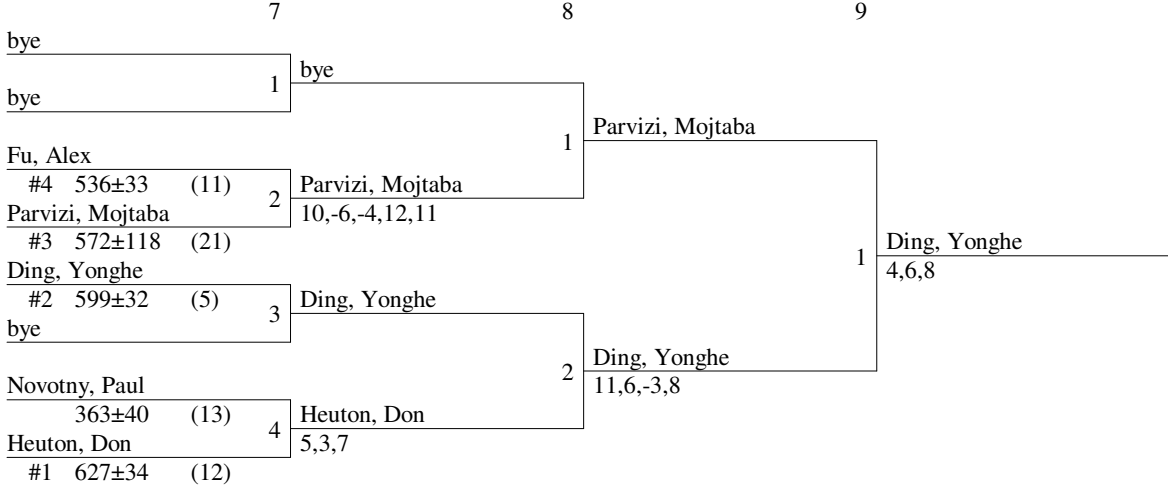 7 8 9
bye
1 bye
bye
1 Parvizi, Mojtaba
Fu, Alex
#4 536±33 (11)
2 Parvizi, Mojtaba
10,-6,-4,12,11
Parvizi, Mojtaba
#3 572±118 (21)
1 Ding, Yonghe
4,6,8
Ding, Yonghe
#2 599±32 (5)
3 Ding, Yonghe
bye
2 Ding, Yonghe
11,6,-3,8
Novotny, Paul
363±40 (13)
4 Heuton, Don
5,3,7
Heuton, Don
#1 627±34 (12)